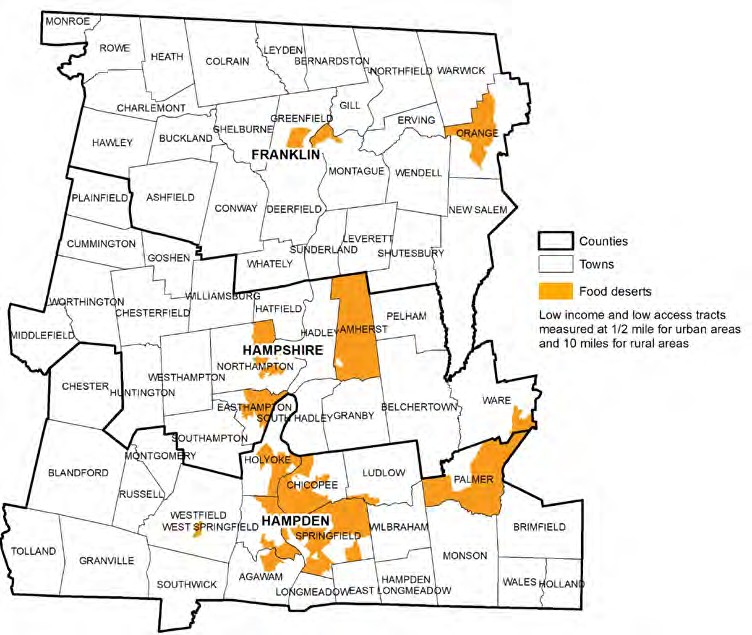 MONROE
ROWE
HEATH
COLRAIN
LEYDEN
BERNARDSTON
NORTHFIELD
WARWICK
CHARLEMONT
GREENFIELD
GILL
ERVING
ORANGE
HAWLEY
BUCKLAND
SHELBURNE
FRANKLIN
MONTAGUE
WENDELL
PLAINFIELD
ASHFIELD
CONWAY
DEERFIELD
NEW SALEM
CUMMINGTON
GOSHEN
WHATELY
SUNDERLAND
LEVERETT
SHUTESBURY
Counties
Towns
Food deserts
Low income and low access tracts
measured at 1/2 mile for urban areas
and 10 miles for rural areas
WORTHINGTON
CHESTERFIELD
WILLIAMSBURG
HATFIELD
HADLEY
AMHERST
PELHAM
MIDDLEFIELD
HAMPSHIRE
NORTHAMPTON
CHESTER
HUNTINGTON
WESTHAMPTON
EASTHAMPTON
SOUTH HADLEY
GRANBY
BELCHERTOWN
WARE
SOUTHAMPTON
MONTGOMERY
HOLYOKE
BLANDFORD
RUSSELL
CHICOPEE
LUDLOW
PALMER
WESTFIELD
WEST SPRINGFIELD
HAMPDEN
SPRINGFIELD
WILBRAHAM
BRIMFIELD
TOLLAND
GRANVILLE
SOUTHWICK
AGAWAM
LONGMEADOW
EAST LONGMEADOW
HAMPDEN
MONSON
WALES
HOLLAND